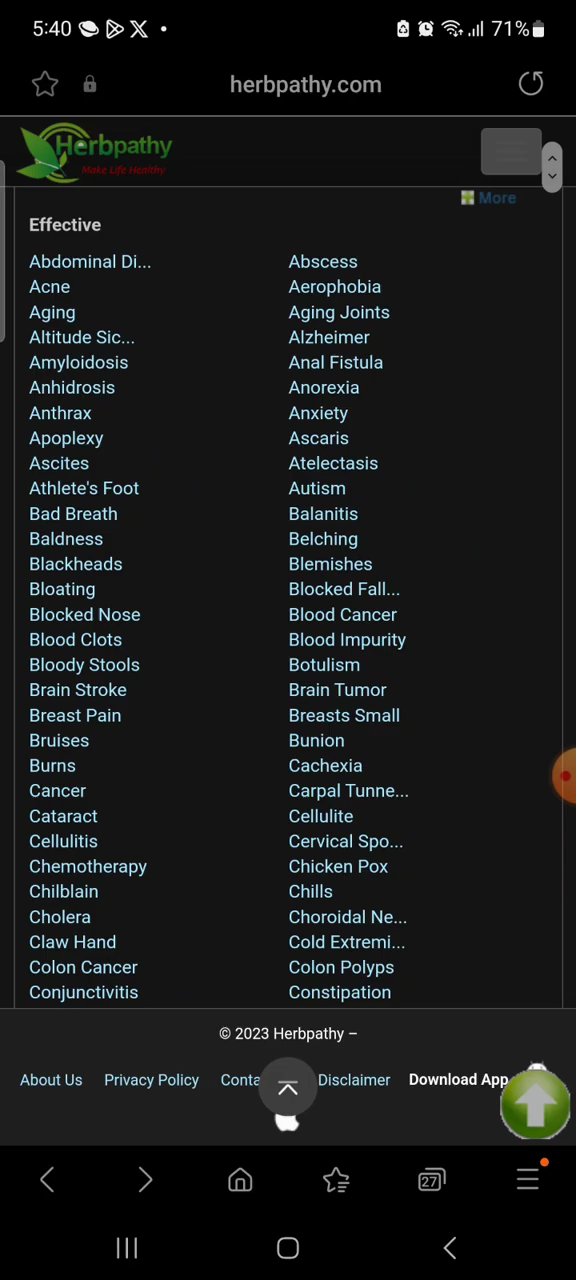 5:40
71%
herbpathy.com
Herbpathy
Make Life Healthy
More
Effective
Abdominal Di... Abscess
Acne Aerophobia
Aging Aging Joints
Altitude Sic... Alzheimer
Amyloidosis Anal Fistula
Anhidrosis Anorexia
Anthrax Anxiety
Apoplexy Ascaris
Ascites Atelectasis
Athlete's Foot Autism
Bad Breath Balanitis
Baldness Belching
Blackheads Blemishes
Bloating Blocked Fall...
Blocked Nose Blood Cancer
Blood Clots Blood Impurity
Bloody Stools Botulism
Brain Stroke Brain Tumor
Breast Pain Breasts Small
Bruises Bunion
Burns Cachexia
Cancer Carpal Tunne...
Cataract Cellulite
Cellulitis Cervical Spo...
Chemotherapy Chicken Pox
Chilblain Chills
Cholera Choroidal Ne...
Claw Hand Cold Extremi...
Colon Cancer Colon Polyps
Conjunctivitis Constipation
© 2023 Herbpathy –
About Us Privacy Policy Conta Disclaimer Download App
27